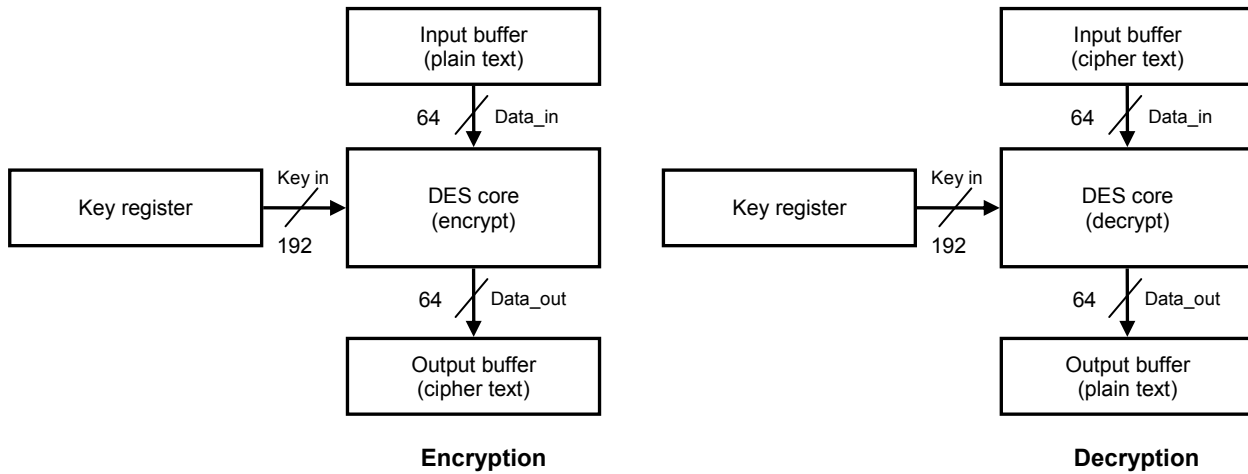 Input buffer
(plain text)
64
Data_in
Key register
Key in
192
DES core
(encrypt)
64
Data_out
Output buffer
(cipher text)
Encryption
Input buffer
(cipher text)
64
Data_in
Key register
Key in
192
DES core
(decrypt)
64
Data_out
Output buffer
(plain text)
Decryption